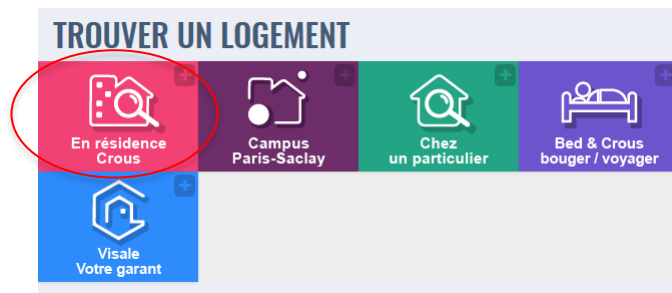 TROUVER UN LOGEMENT
En résidence
Crous
Campus
Paris-Saclay
Chez
un particulier
Bed & Crous
bouger / voyager
Visale
Votre garant